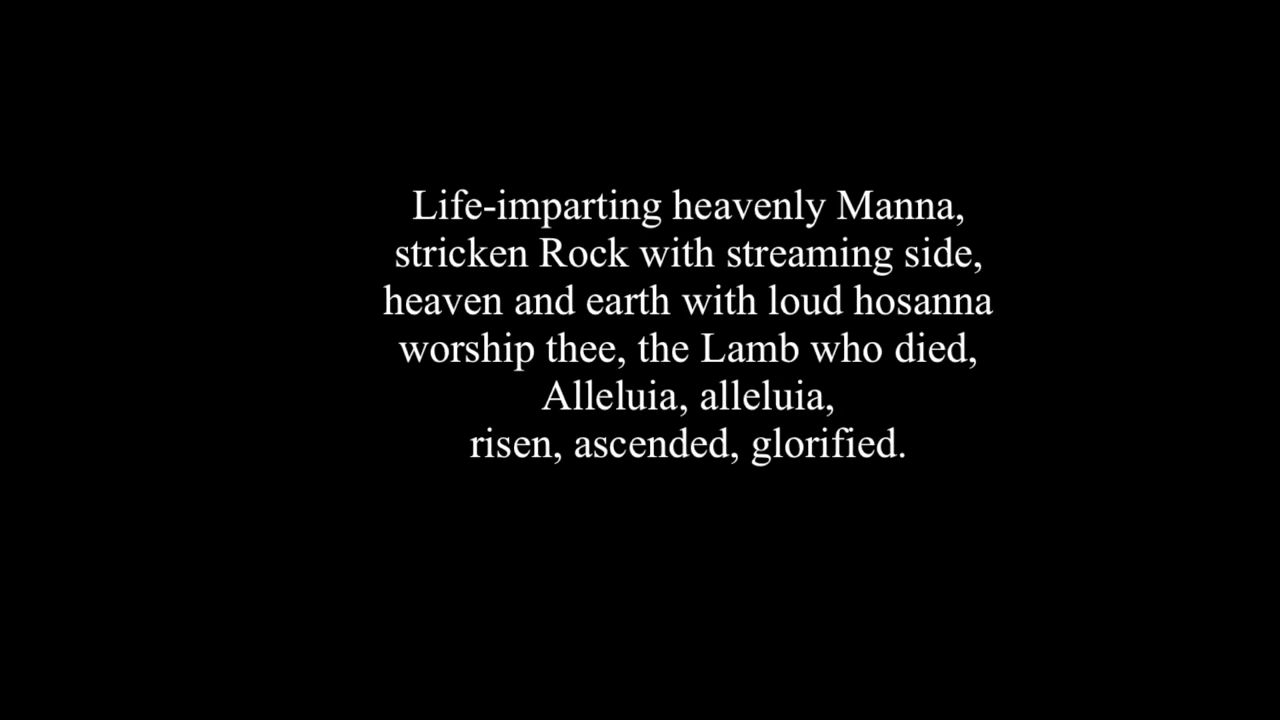 Life-imparting heavenly Manna,
stricken Rock with streaming side,
heaven and earth with loud hosanna
worship thee, the Lamb who died,
Alleluia, alleluia,
risen, ascended, glorified.